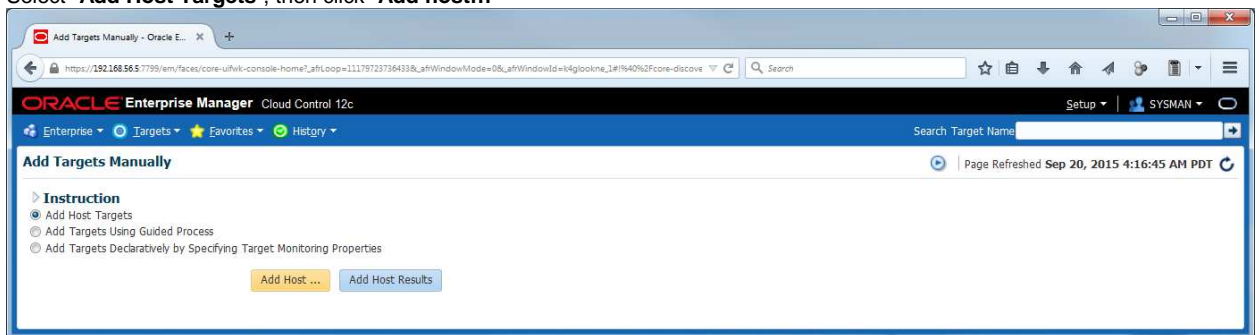 Select "Add Host Targets", then click "Add host…"
Add Targets Manually - Oracle E...
https://192.168.56.5:7799/em/faces/core-uifwk-console-home?_afrLoop=11179723736433&_afrWindowMode=0&_afrWindowId=k4glookne_1#!%40%2Fcore-discove
Search
ORACLE Enterprise Manager Cloud Control 12c
Setup
SYSMAN
Enterprise
Targets
Favorites
History
Search Target Name
Add Targets Manually
Page Refreshed Sep 20, 2015 4:16:45 AM PDT
Instruction
Add Host Targets
Add Targets Using Guided Process
Add Targets Declaratively by Specifying Target Monitoring Properties
Add Host ...
Add Host Results